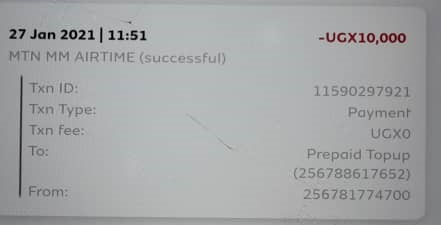 27 Jan 2021 | 11:51 -UGX10,000
MTN MM AIRTIME (successful)
Txn ID: 11590297921
Txn Type: Payment
Txn fee: UGX0
To: Prepaid Topup
(256788617652)
From: 256781774700